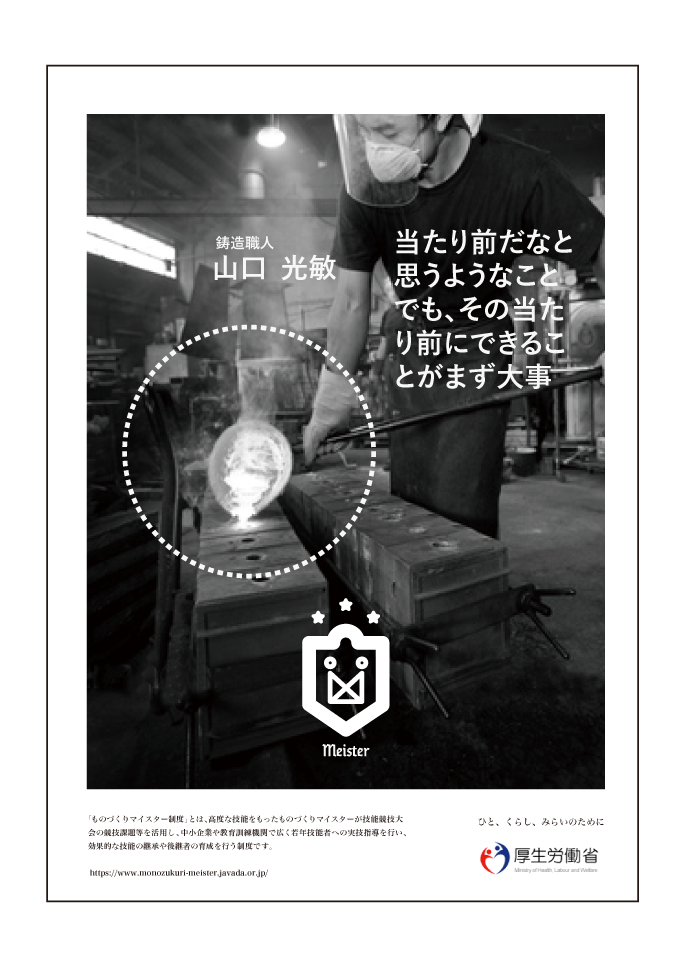 鋳造職人
山口 光敏
当たり前だなと
思うようなこと
でも、その当た
り前にできるこ
とがまず大事
Meister
「ものづくりマイスター制度」とは、高度な技能をもったものづくりマイスターが技能競技大
会の競技課題等を活用し、中小企業や教育訓練機関で広く若年技能者への実技指導を行い、
効果的な技能の継承や後継者の育成を行う制度です。
https://www.monozukuri-meister.javada.or.jp/
ひと、くらし、みらいのために
厚生労働省
Ministry of Health, Labour and Welfare